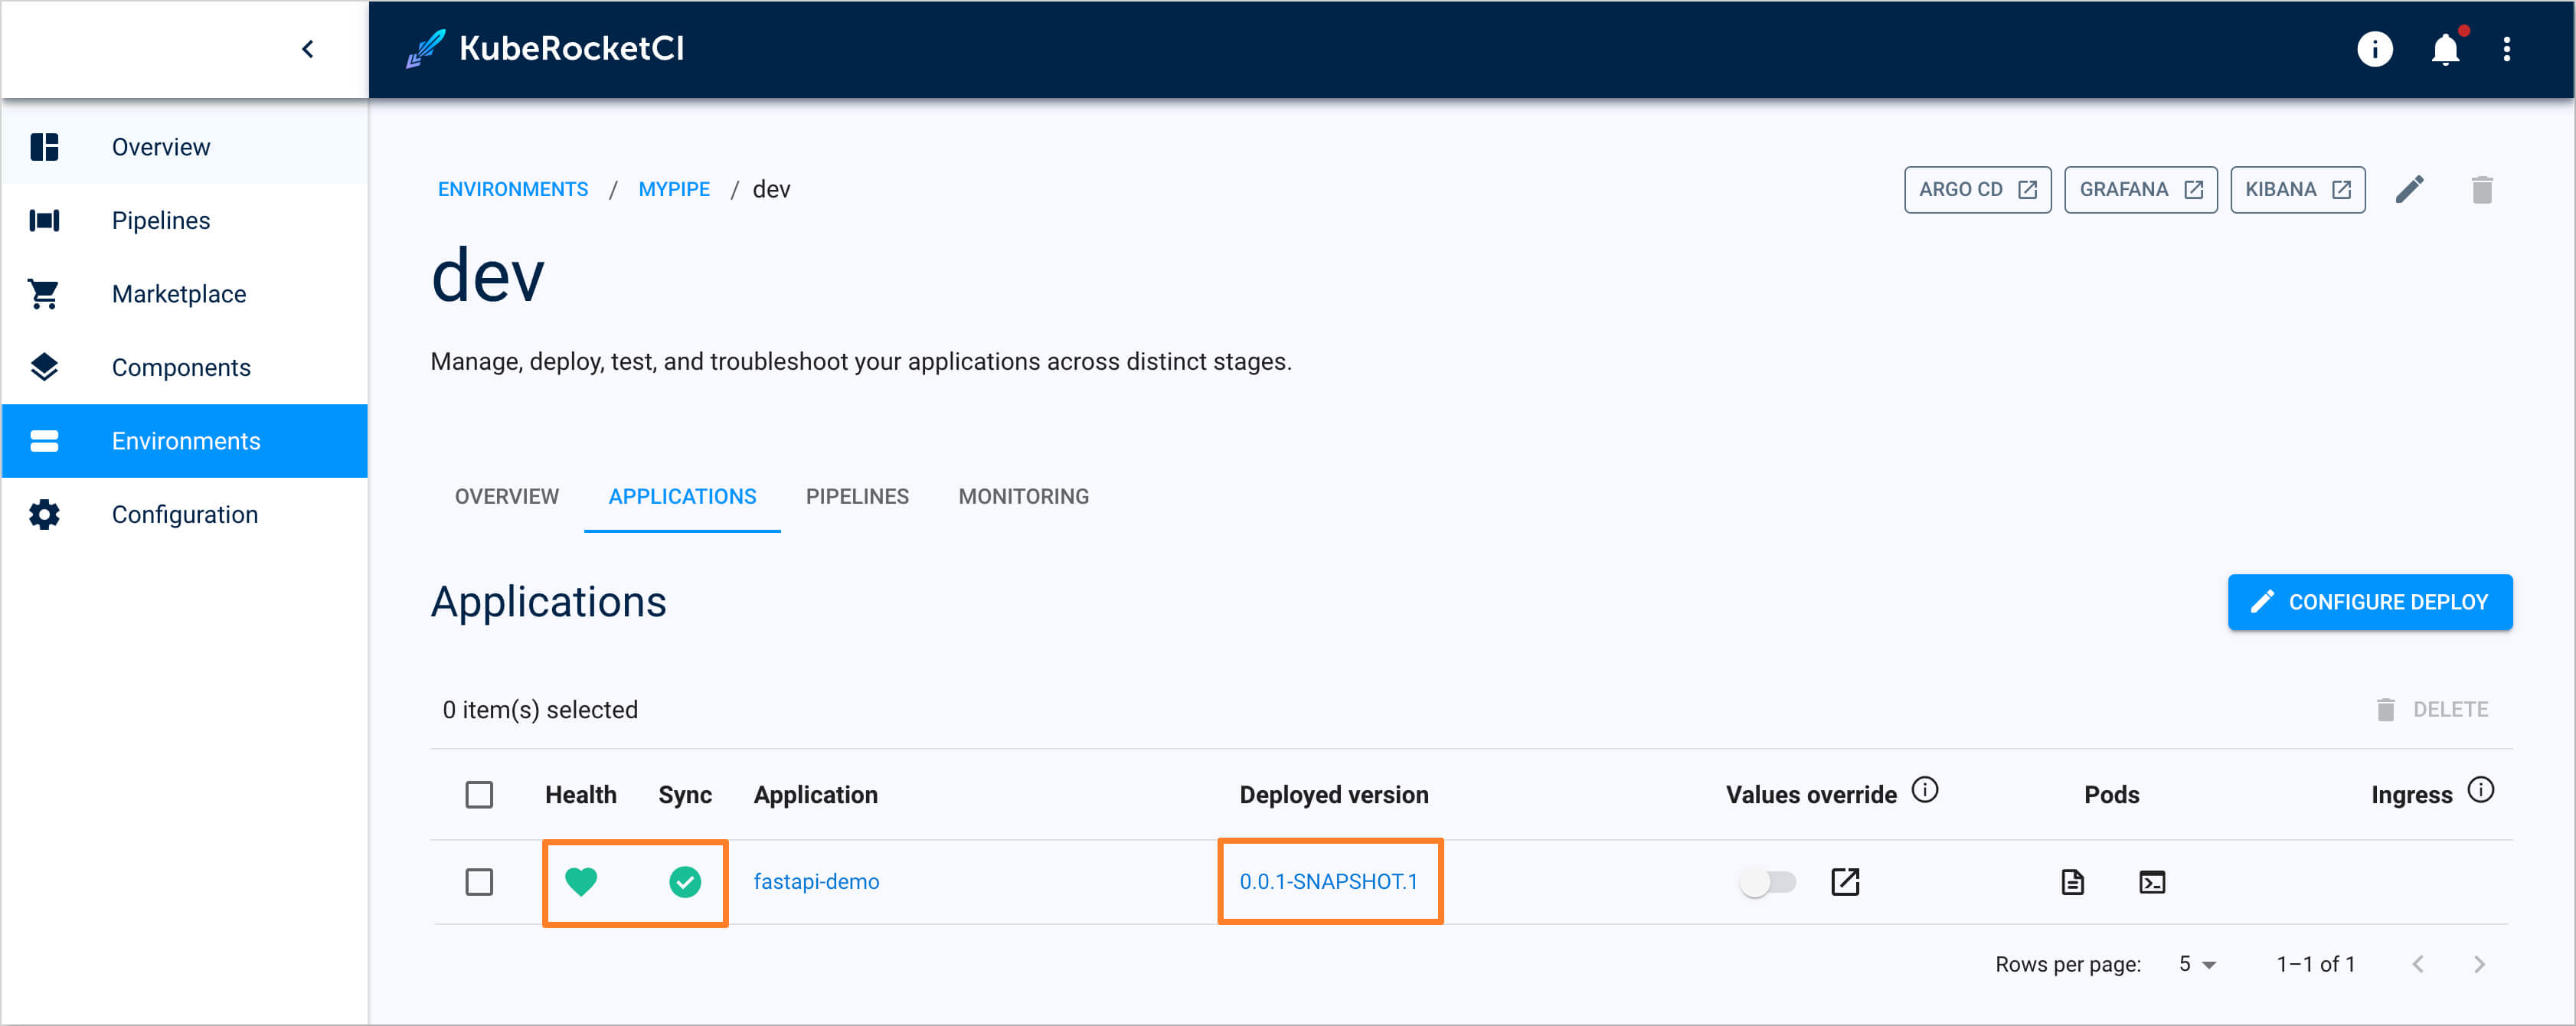 KubeRocketCI
Overview
Pipelines
Marketplace
Components
Environments
Configuration
ENVIRONMENTS / MYPIPE / dev
ARGO CD GRAFANA KIBANA
dev
Manage, deploy, test, and troubleshoot your applications across distinct stages.
OVERVIEW APPLICATIONS PIPELINES MONITORING
Applications
CONFIGURE DEPLOY
0 item(s) selected
DELETE
Health Sync Application Deployed version Values override Pods Ingress
fastapi-demo 0.0.1-SNAPSHOT.1
Rows per page: 5 1–1 of 1